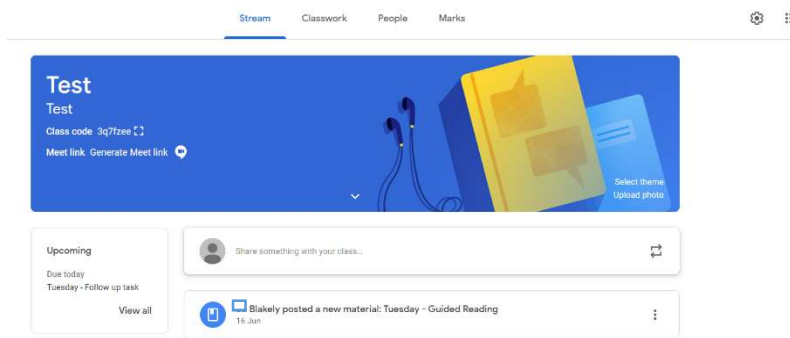 Stream Classwork People Marks
Test
Test
Class code 3q7fzee
Meet link Generate Meet link
Select theme
Upload photo
Upcoming
Due today
Tuesday - Follow up task
View all
Share something with your class...
Blakely posted a new material: Tuesday - Guided Reading
16 Jun